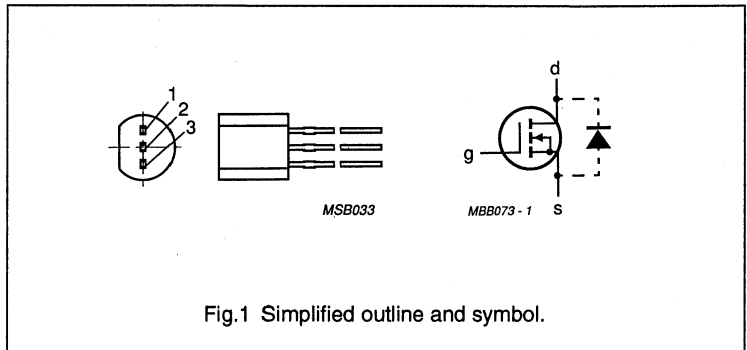 1
2
3
d
g
s
MSB033
MBB073 - 1
Fig.1 Simplified outline and symbol.